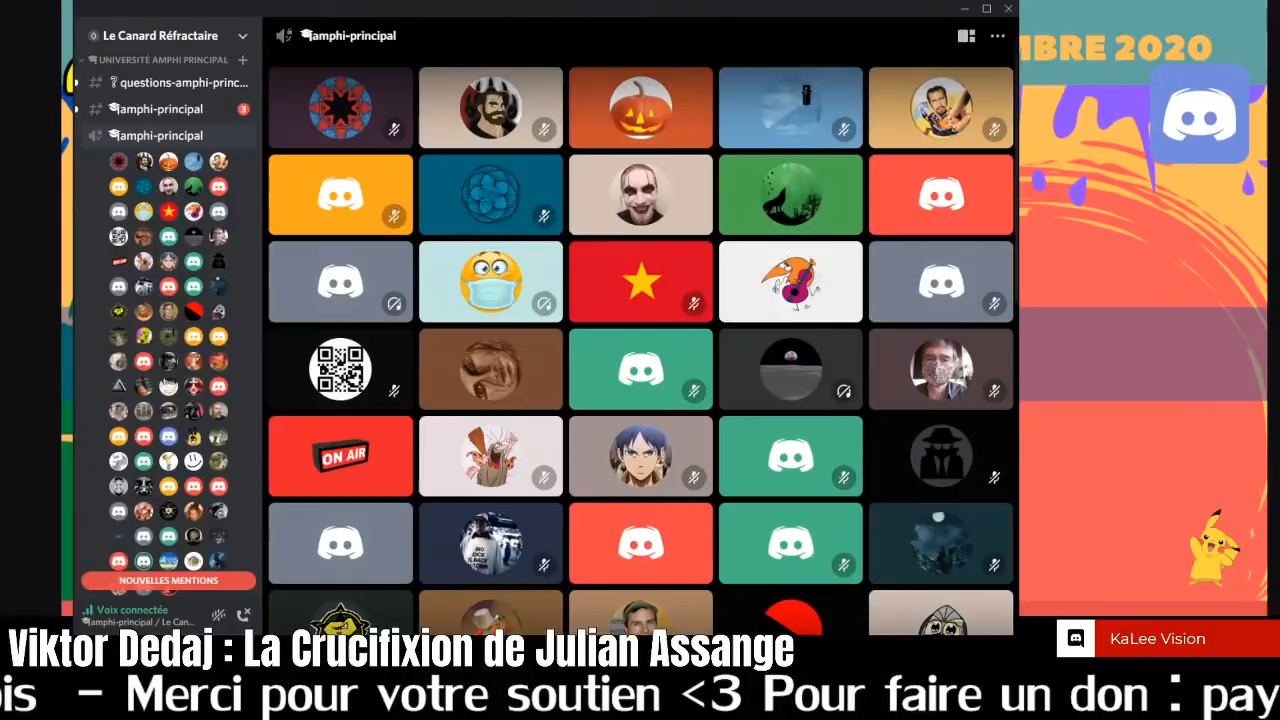 Le Canard Réfractaire
amphi-principal
MBRE 2020
UNIVERSITÉ AMPHI PRINCIPAL
questions-amphi-princ...
amphi-principal
3
amphi-principal
ON AIR
NOUVELLES MENTIONS
Voix connectée
amphi-principal / Le Can...
Viktor Dedaj : La Crucifixion de Julian Assange
KaLee Vision
is - Merci pour votre soutien <3 Pour faire un don : pay